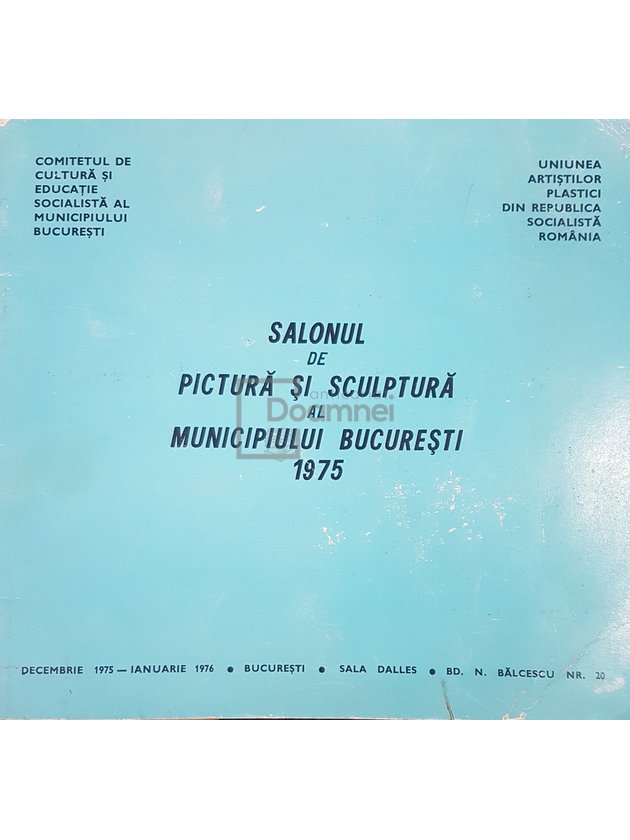 COMITETUL DE
CULTURĂ ȘI
EDUCAȚIE
SOCIALISTĂ AL
MUNICIPIULUI
BUCUREȘTI
UNIUNEA
ARTIȘTILOR
PLASTICI
DIN REPUBLICA
SOCIALISTĂ
ROMÂNIA
SALONUL
DE
PICTURĂ ȘI SCULPTURĂ
AL
MUNICIPIULUI BUCUREȘTI
1975
Doamnei
DECEMBRIE 1975 — IANUARIE 1976 • BUCUREȘTI • SALA DALLES • BD. N. BĂLCESCU NR. 20